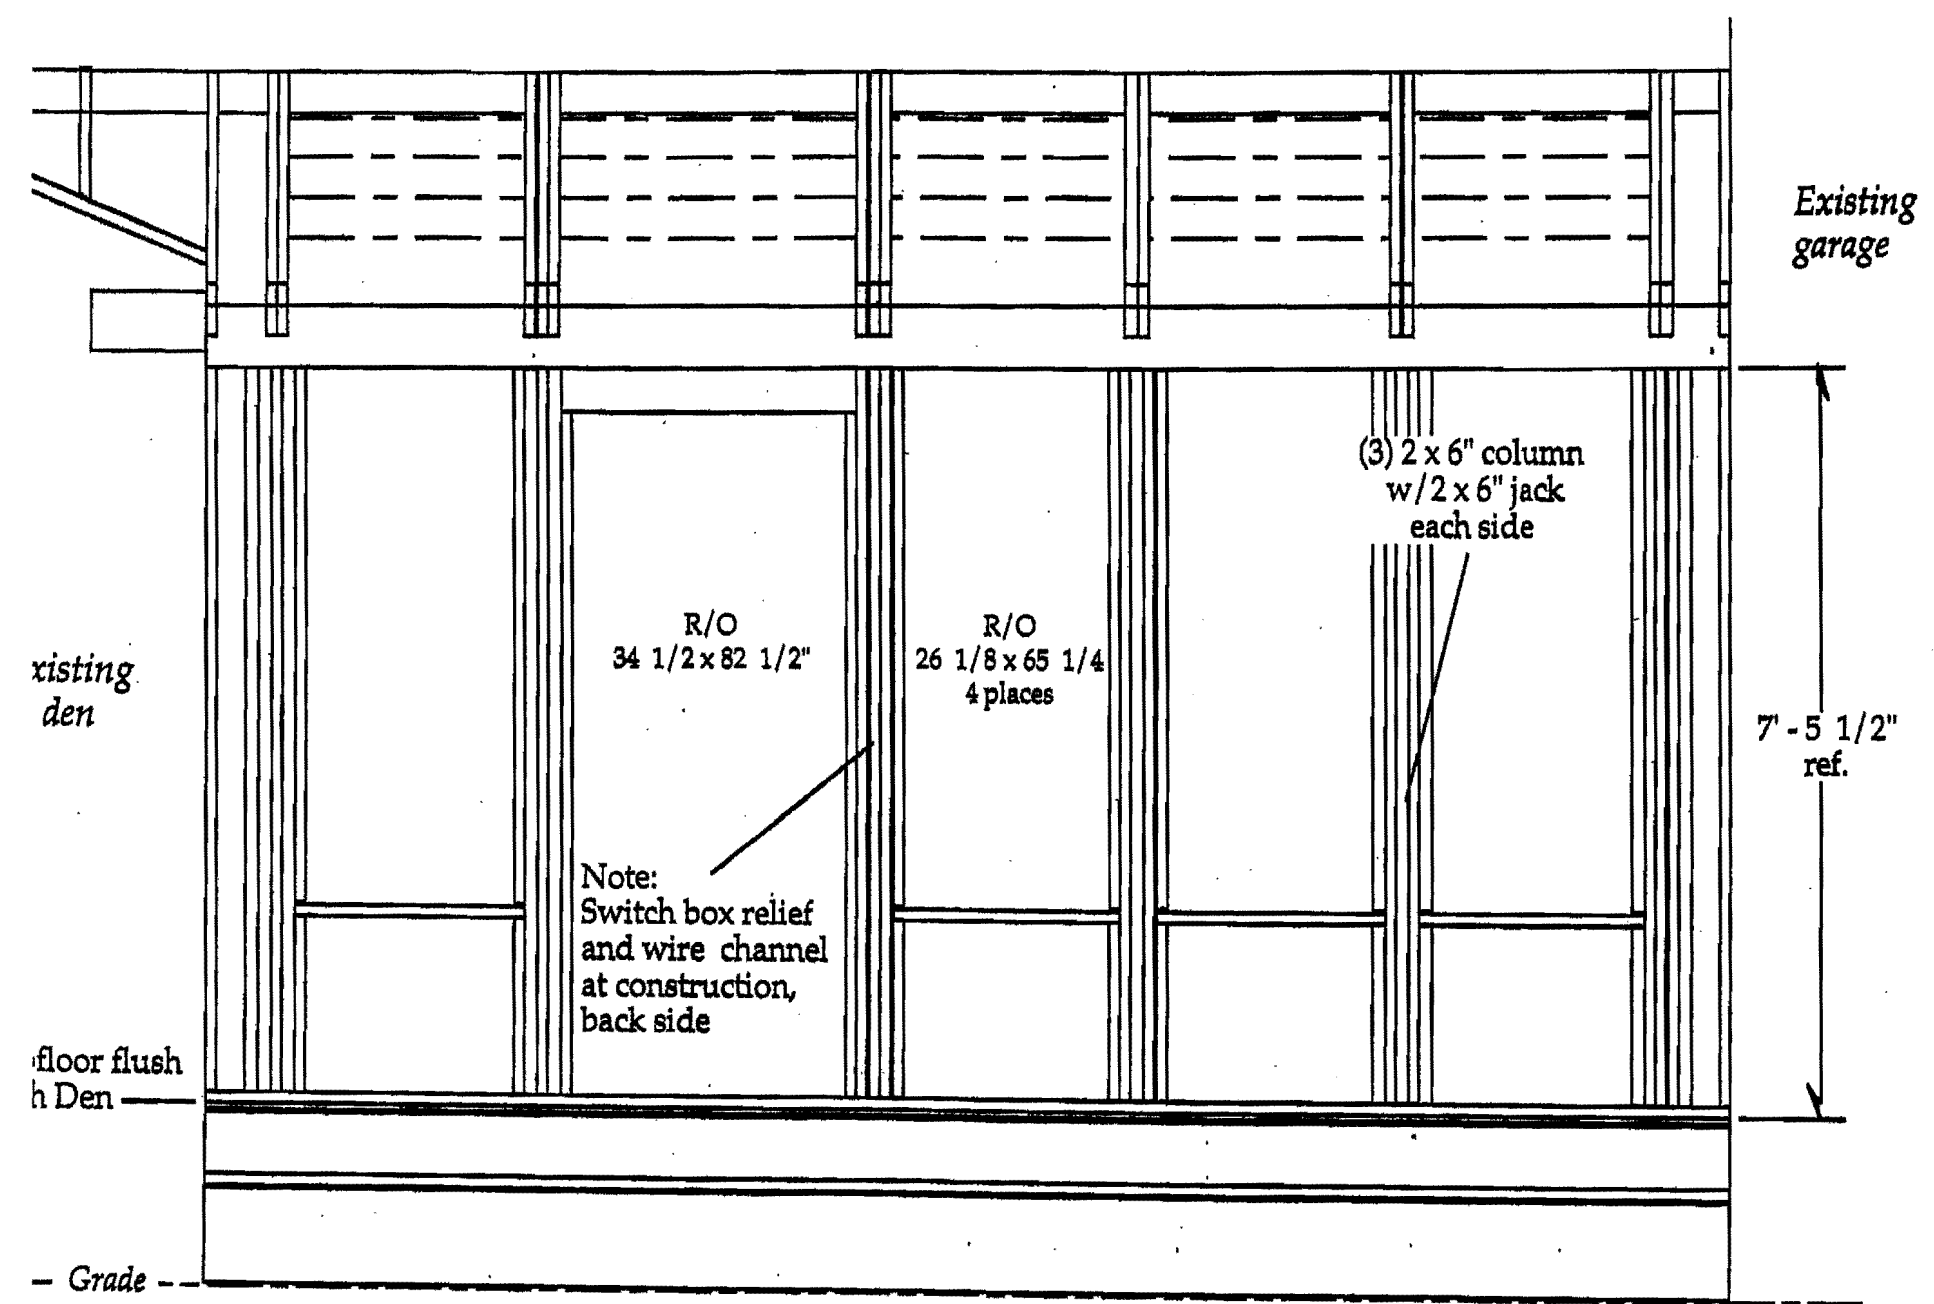 Existing
garage
(3) 2 x 6" column
w/2 x 6" jack
each side
R/O
34 1/2 x 82 1/2"
R/O
26 1/8 x 65 1/4
4 places
xisting
den
7' - 5 1/2"
ref.
Note:
Switch box relief
and wire channel
at construction,
back side
floor flush
h Den
Grade